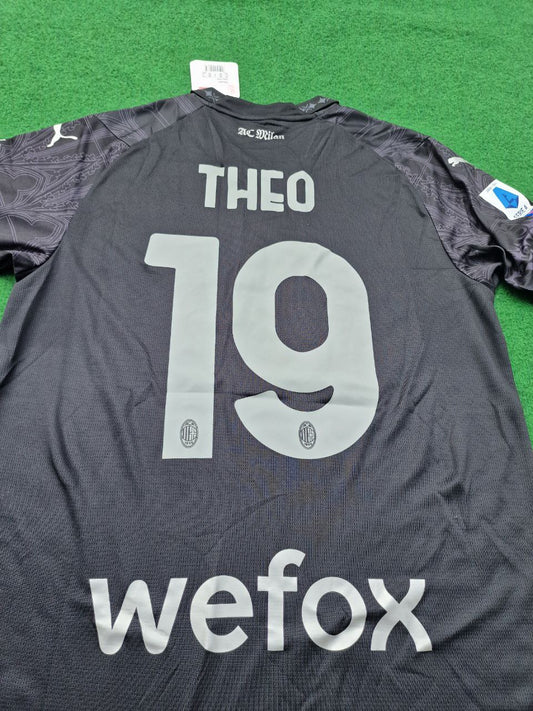 AC Milan
THEO
19
wefox